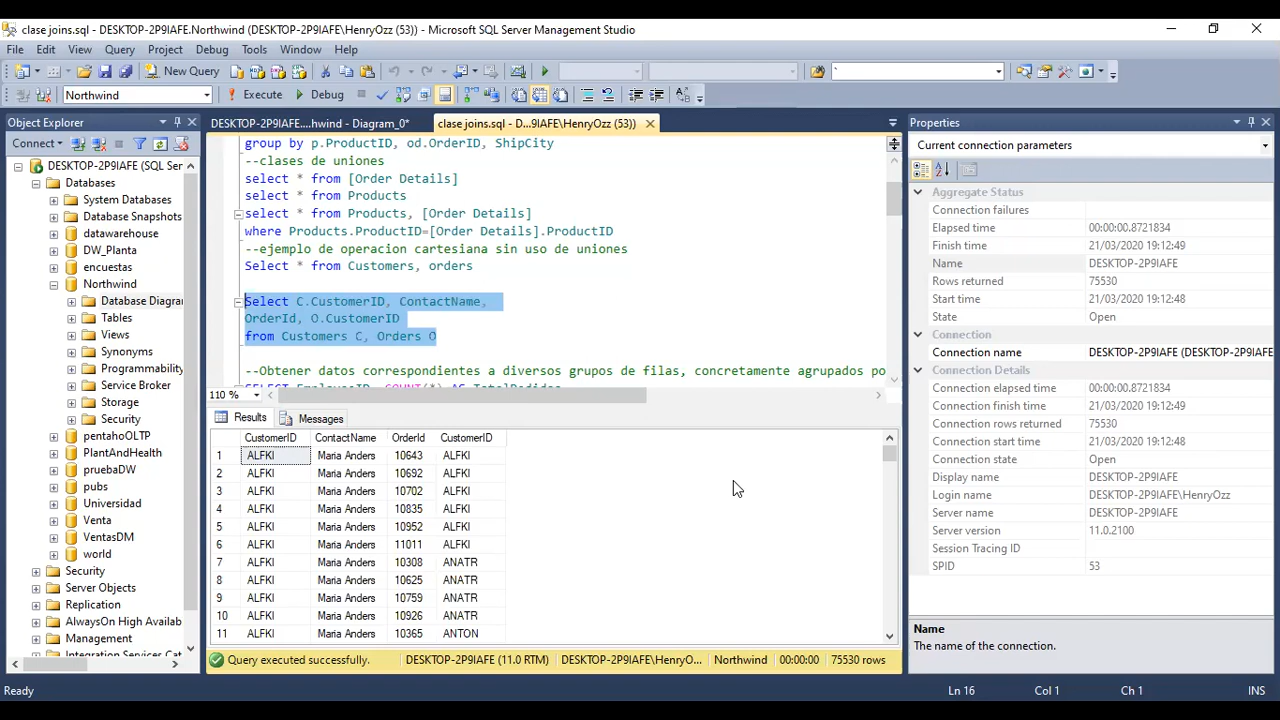 clase joins.sql - DESKTOP-2P9IAFE.Northwind (DESKTOP-2P9IAFE\HenryOzz (53)) - Microsoft SQL Server Management Studio
File Edit View Query Project Debug Tools Window Help
New Query
Northwind Execute Debug
Object Explorer
Connect
DESKTOP-2P9IAFE (SQL Ser
Databases
System Databases
Database Snapshots
datawarehouse
DW_Planta
encuestas
Northwind
Database Diagra
Tables
Views
Synonyms
Programmability
Service Broker
Storage
Security
pentahoOLTP
PlantAndHealth
pruebaDW
pubs
Universidad
Venta
VentasDM
world
Security
Server Objects
Replication
AlwaysOn High Availab
Management
Integration Services Cat
DESKTOP-2P9IAFE....hwind - Diagram_0* clase joins.sql - D...9IAFE\HenryOzz (53))
group by p.ProductID, od.OrderID, ShipCity
--clases de uniones
select * from [Order Details]
select * from Products
select * from Products, [Order Details]
where Products.ProductID=[Order Details].ProductID
--ejemplo de operacion cartesiana sin uso de uniones
Select * from Customers, orders
Select C.CustomerID, ContactName,
OrderId, O.CustomerID
from Customers C, Orders O
--Obtener datos correspondientes a diversos grupos de filas, concretamente agrupados po
SELECT EmployeeID, COUNT(*) AS TotalPedidos
110 %
Results Messages
CustomerID ContactName OrderId CustomerID
1 ALFKI Maria Anders 10643 ALFKI
2 ALFKI Maria Anders 10692 ALFKI
3 ALFKI Maria Anders 10702 ALFKI
4 ALFKI Maria Anders 10835 ALFKI
5 ALFKI Maria Anders 10952 ALFKI
6 ALFKI Maria Anders 11011 ALFKI
7 ALFKI Maria Anders 10308 ANATR
8 ALFKI Maria Anders 10625 ANATR
9 ALFKI Maria Anders 10759 ANATR
10 ALFKI Maria Anders 10926 ANATR
11 ALFKI Maria Anders 10365 ANTON
Query executed successfully. DESKTOP-2P9IAFE (11.0 RTM) DESKTOP-2P9IAFE\HenryO... Northwind 00:00:00 75530 rows
Properties
Current connection parameters
Aggregate Status
Connection failures
Elapsed time 00:00:00.8721834
Finish time 21/03/2020 19:12:49
Name DESKTOP-2P9IAFE
Rows returned 75530
Start time 21/03/2020 19:12:49
State Open
Connection
Connection name DESKTOP-2P9IAFE (DESKTOP-2P9IAFE
Connection Details
Connection elapsed time 00:00:00.8721834
Connection finish time 21/03/2020 19:12:49
Connection rows returned 75530
Connection start time 21/03/2020 19:12:49
Connection state Open
Display name DESKTOP-2P9IAFE
Login name DESKTOP-2P9IAFE\HenryOzz
Server name DESKTOP-2P9IAFE
Server version 11.0.2100
Session Tracing ID
SPID 53
Name
The name of the connection.
Ready Ln 16 Col 1 Ch 1 INS